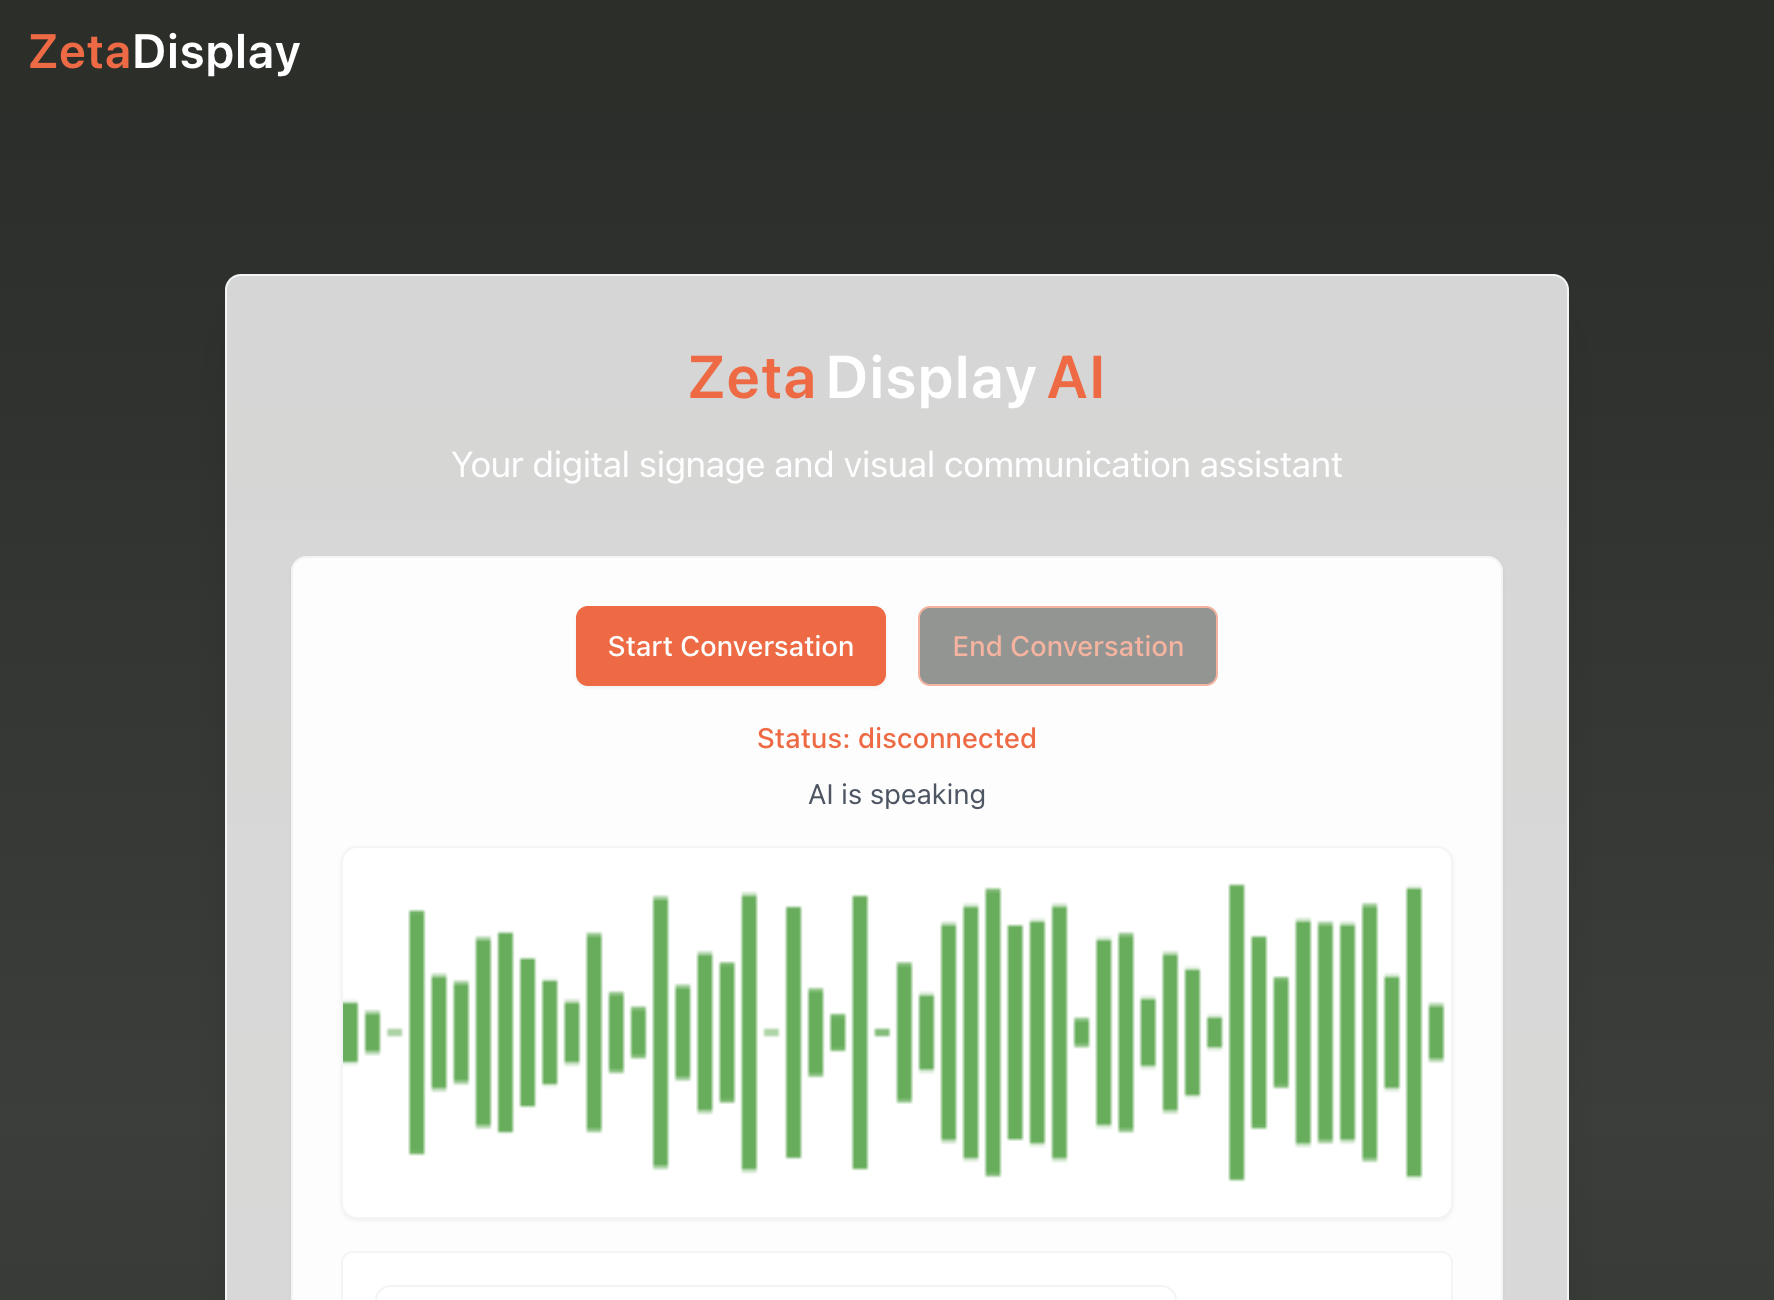 ZetaDisplay
Zeta Display AI
Your digital signage and visual communication assistant
Start Conversation
End Conversation
Status: disconnected
AI is speaking